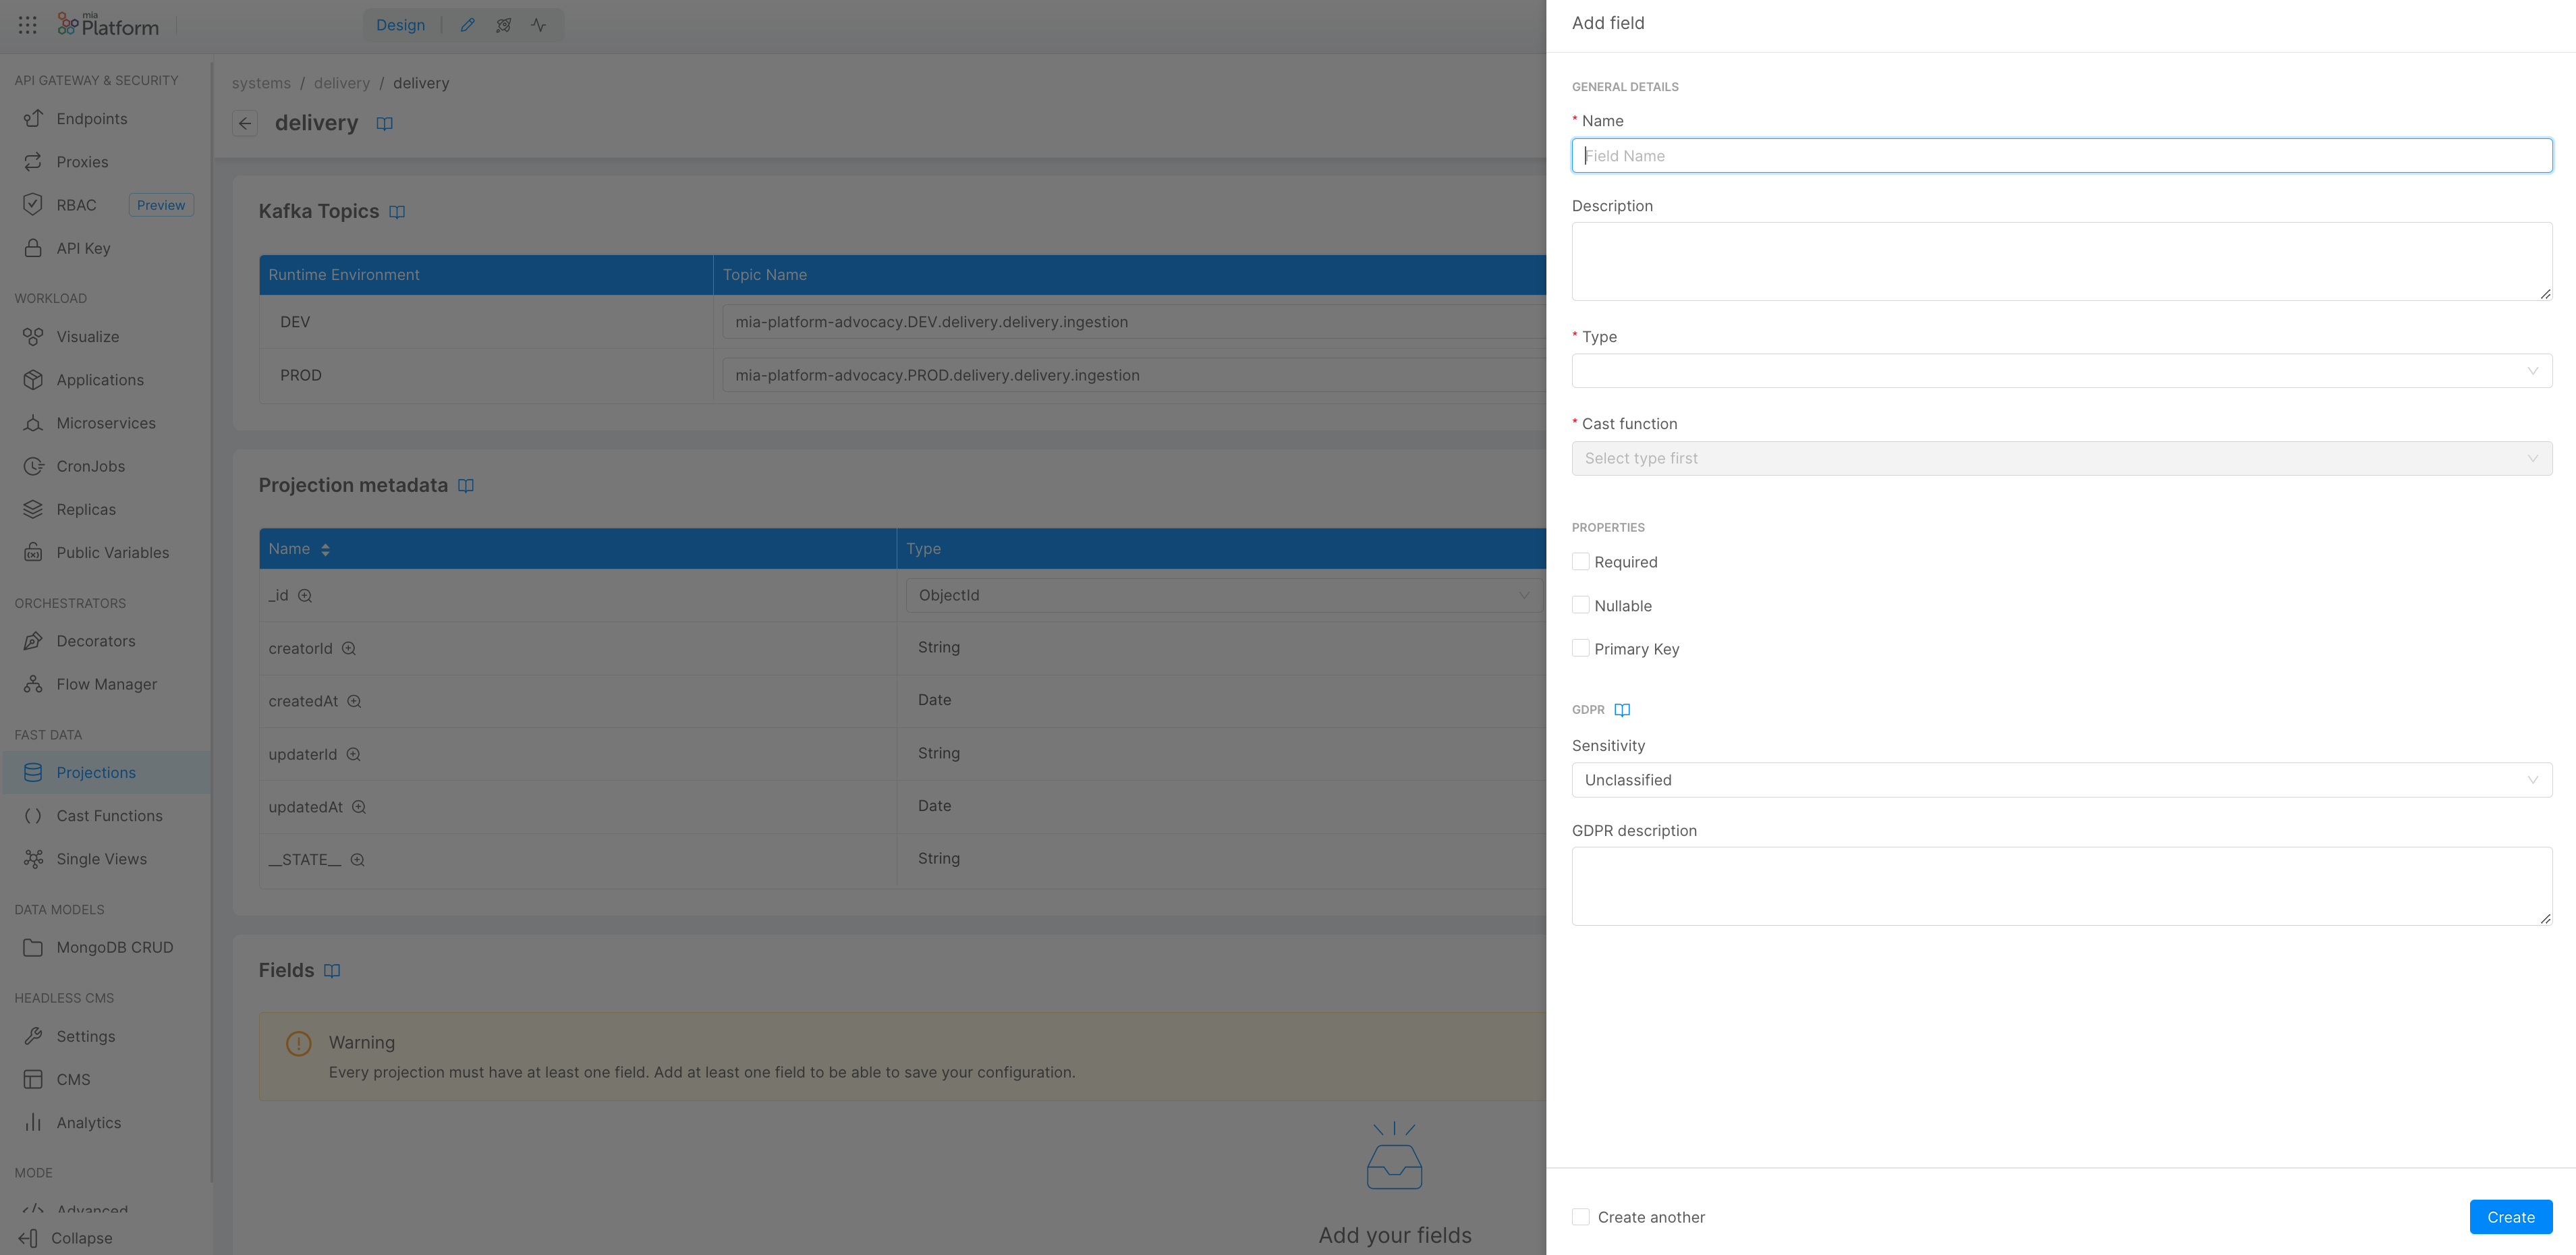 mia
Platform
Design
API GATEWAY & SECURITY
Endpoints
Proxies
RBAC Preview
API Key
WORKLOAD
Visualize
Applications
Microservices
CronJobs
Replicas
Public Variables
ORCHESTRATORS
Decorators
Flow Manager
FAST DATA
Projections
Cast Functions
Single Views
DATA MODELS
MongoDB CRUD
HEADLESS CMS
Settings
CMS
Analytics
MODE
Advanced
Collapse
systems / delivery / delivery
delivery
Kafka Topics
Runtime Environment Topic Name
DEV mia-platform-advocacy.DEV.delivery.delivery.ingestion
PROD mia-platform-advocacy.PROD.delivery.delivery.ingestion
Projection metadata
Name Type
_id ObjectId
creatorId String
createdAt Date
updaterId String
updatedAt Date
__STATE__ String
Fields
Warning
Every projection must have at least one field. Add at least one field to be able to save your configuration.
Add your fields
Add field
GENERAL DETAILS
* Name
Field Name
Description
* Type
* Cast function
Select type first
PROPERTIES
Required
Nullable
Primary Key
GDPR
Sensitivity
Unclassified
GDPR description
Create another
Create